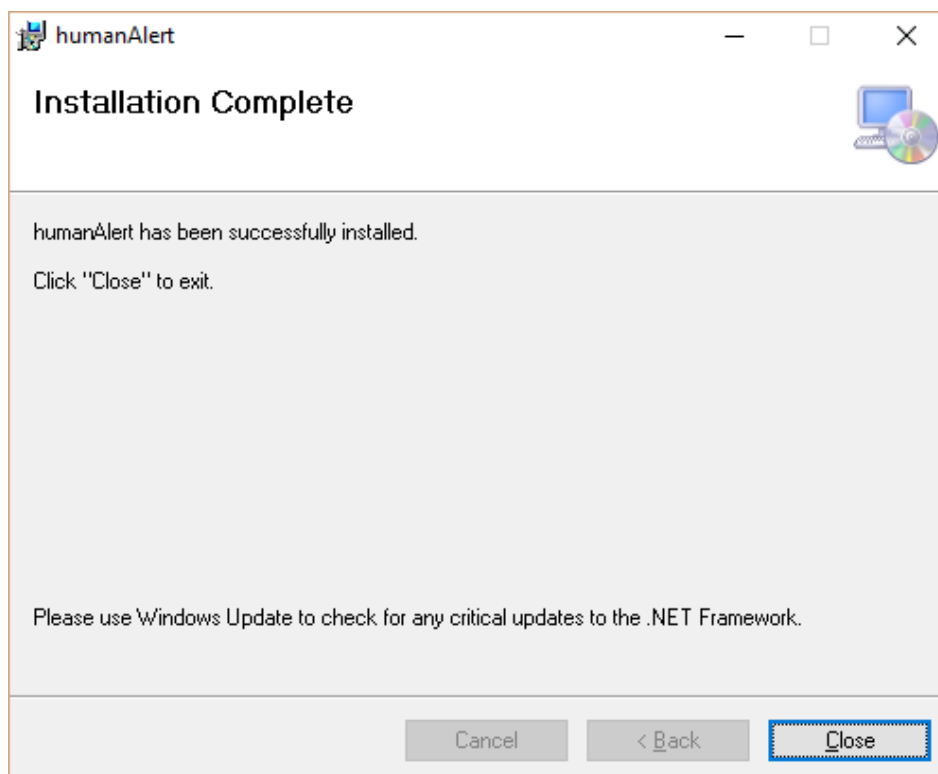 humanAlert
Installation Complete
humanAlert has been successfully installed.
Click "Close" to exit.
Please use Windows Update to check for any critical updates to the .NET Framework.
Cancel
< Back
Close